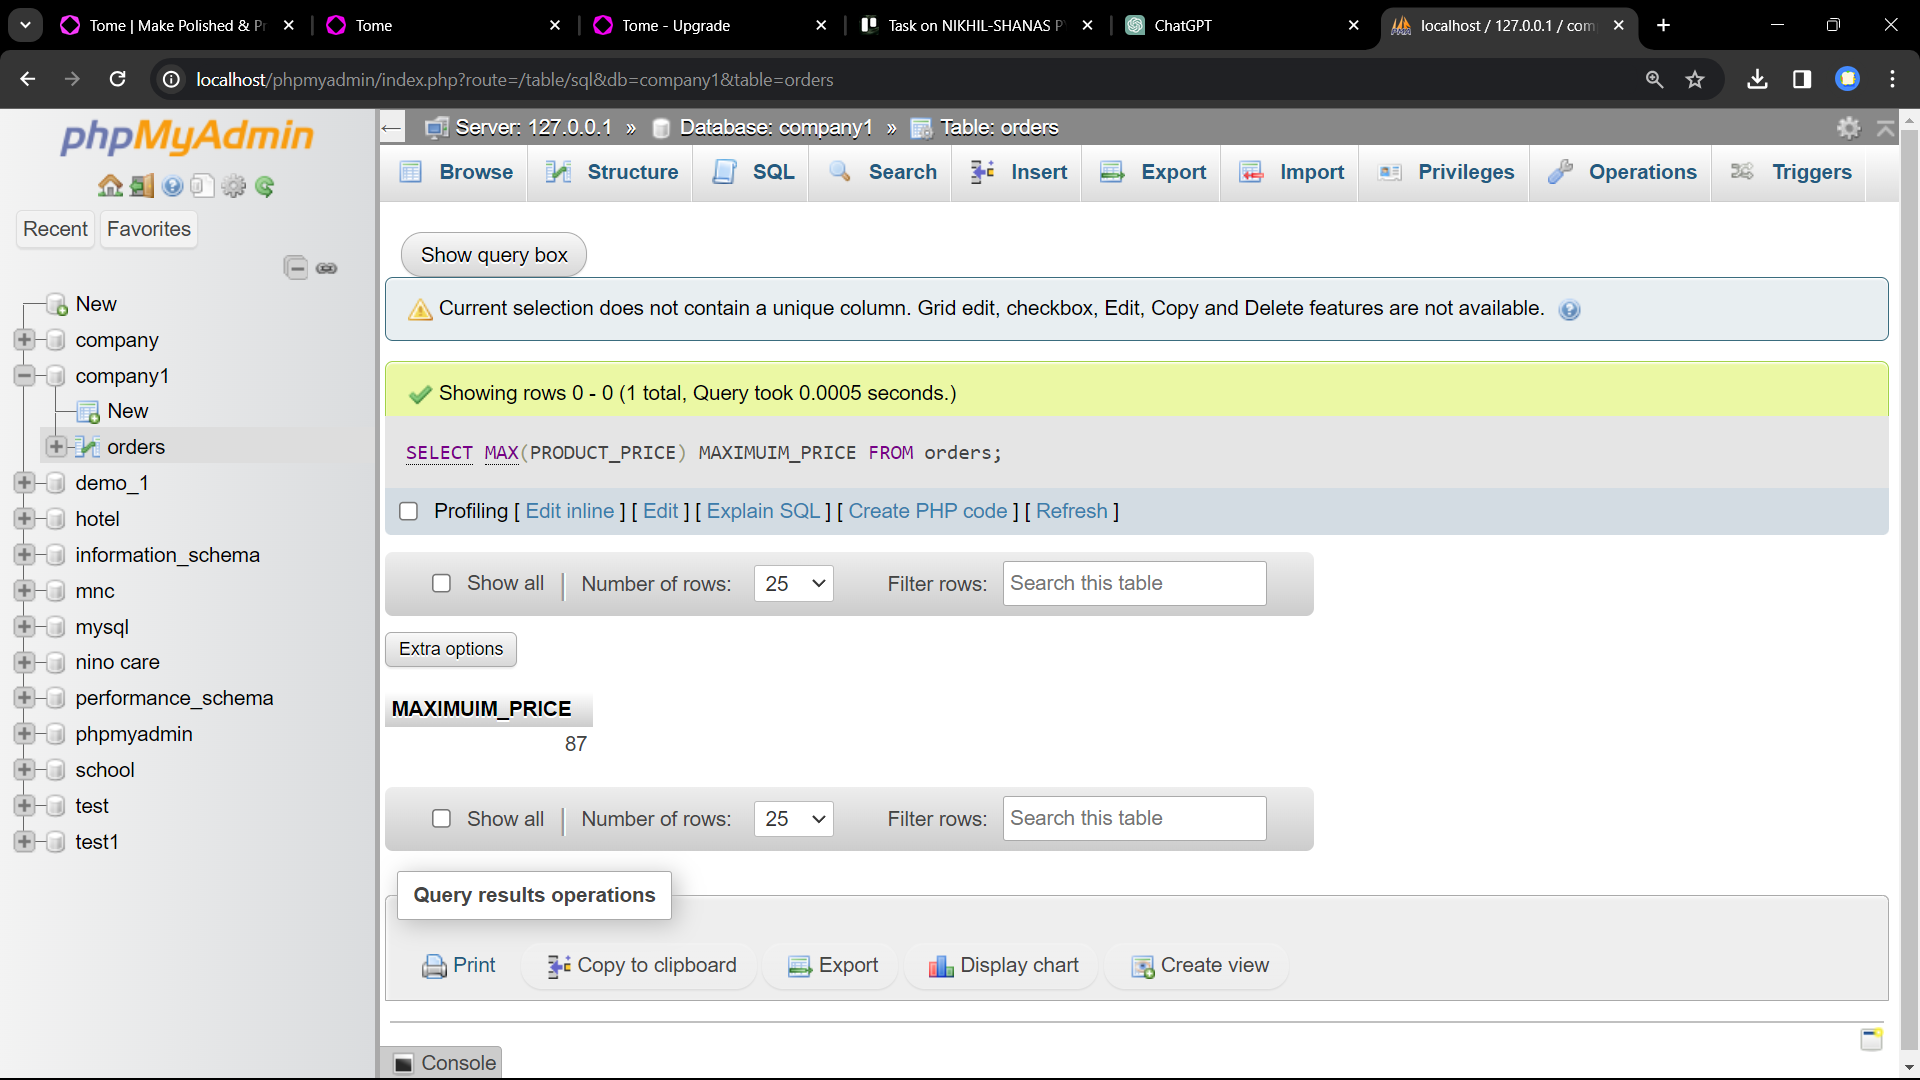 Tome | Make Polished & Pr
Tome
Tome - Upgrade
Task on NIKHIL-SHANAS P
ChatGPT
localhost / 127.0.0.1 / com
localhost/phpmyadmin/index.php?route=/table/sql&db=company1&table=orders
phpMyAdmin
Recent
Favorites
New
company
company1
New
orders
demo_1
hotel
information_schema
mnc
mysql
nino care
performance_schema
phpmyadmin
school
test
test1
Server: 127.0.0.1 » Database: company1 » Table: orders
Browse Structure SQL Search Insert Export Import Privileges Operations Triggers
Show query box
Current selection does not contain a unique column. Grid edit, checkbox, Edit, Copy and Delete features are not available.
Showing rows 0 - 0 (1 total, Query took 0.0005 seconds.)
SELECT MAX(PRODUCT_PRICE) MAXIMUIM_PRICE FROM orders;
Profiling [ Edit inline ] [ Edit ] [ Explain SQL ] [ Create PHP code ] [ Refresh ]
Show all Number of rows: 25 Filter rows: Search this table
Extra options
MAXIMUIM_PRICE
87
Show all Number of rows: 25 Filter rows: Search this table
Query results operations
Print Copy to clipboard Export Display chart Create view
Console